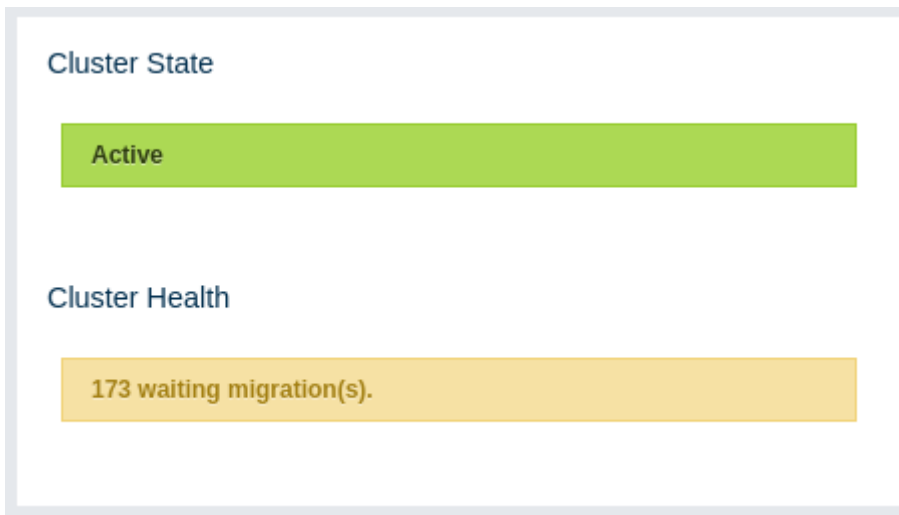 Cluster State
Active
Cluster Health
173 waiting migration(s).